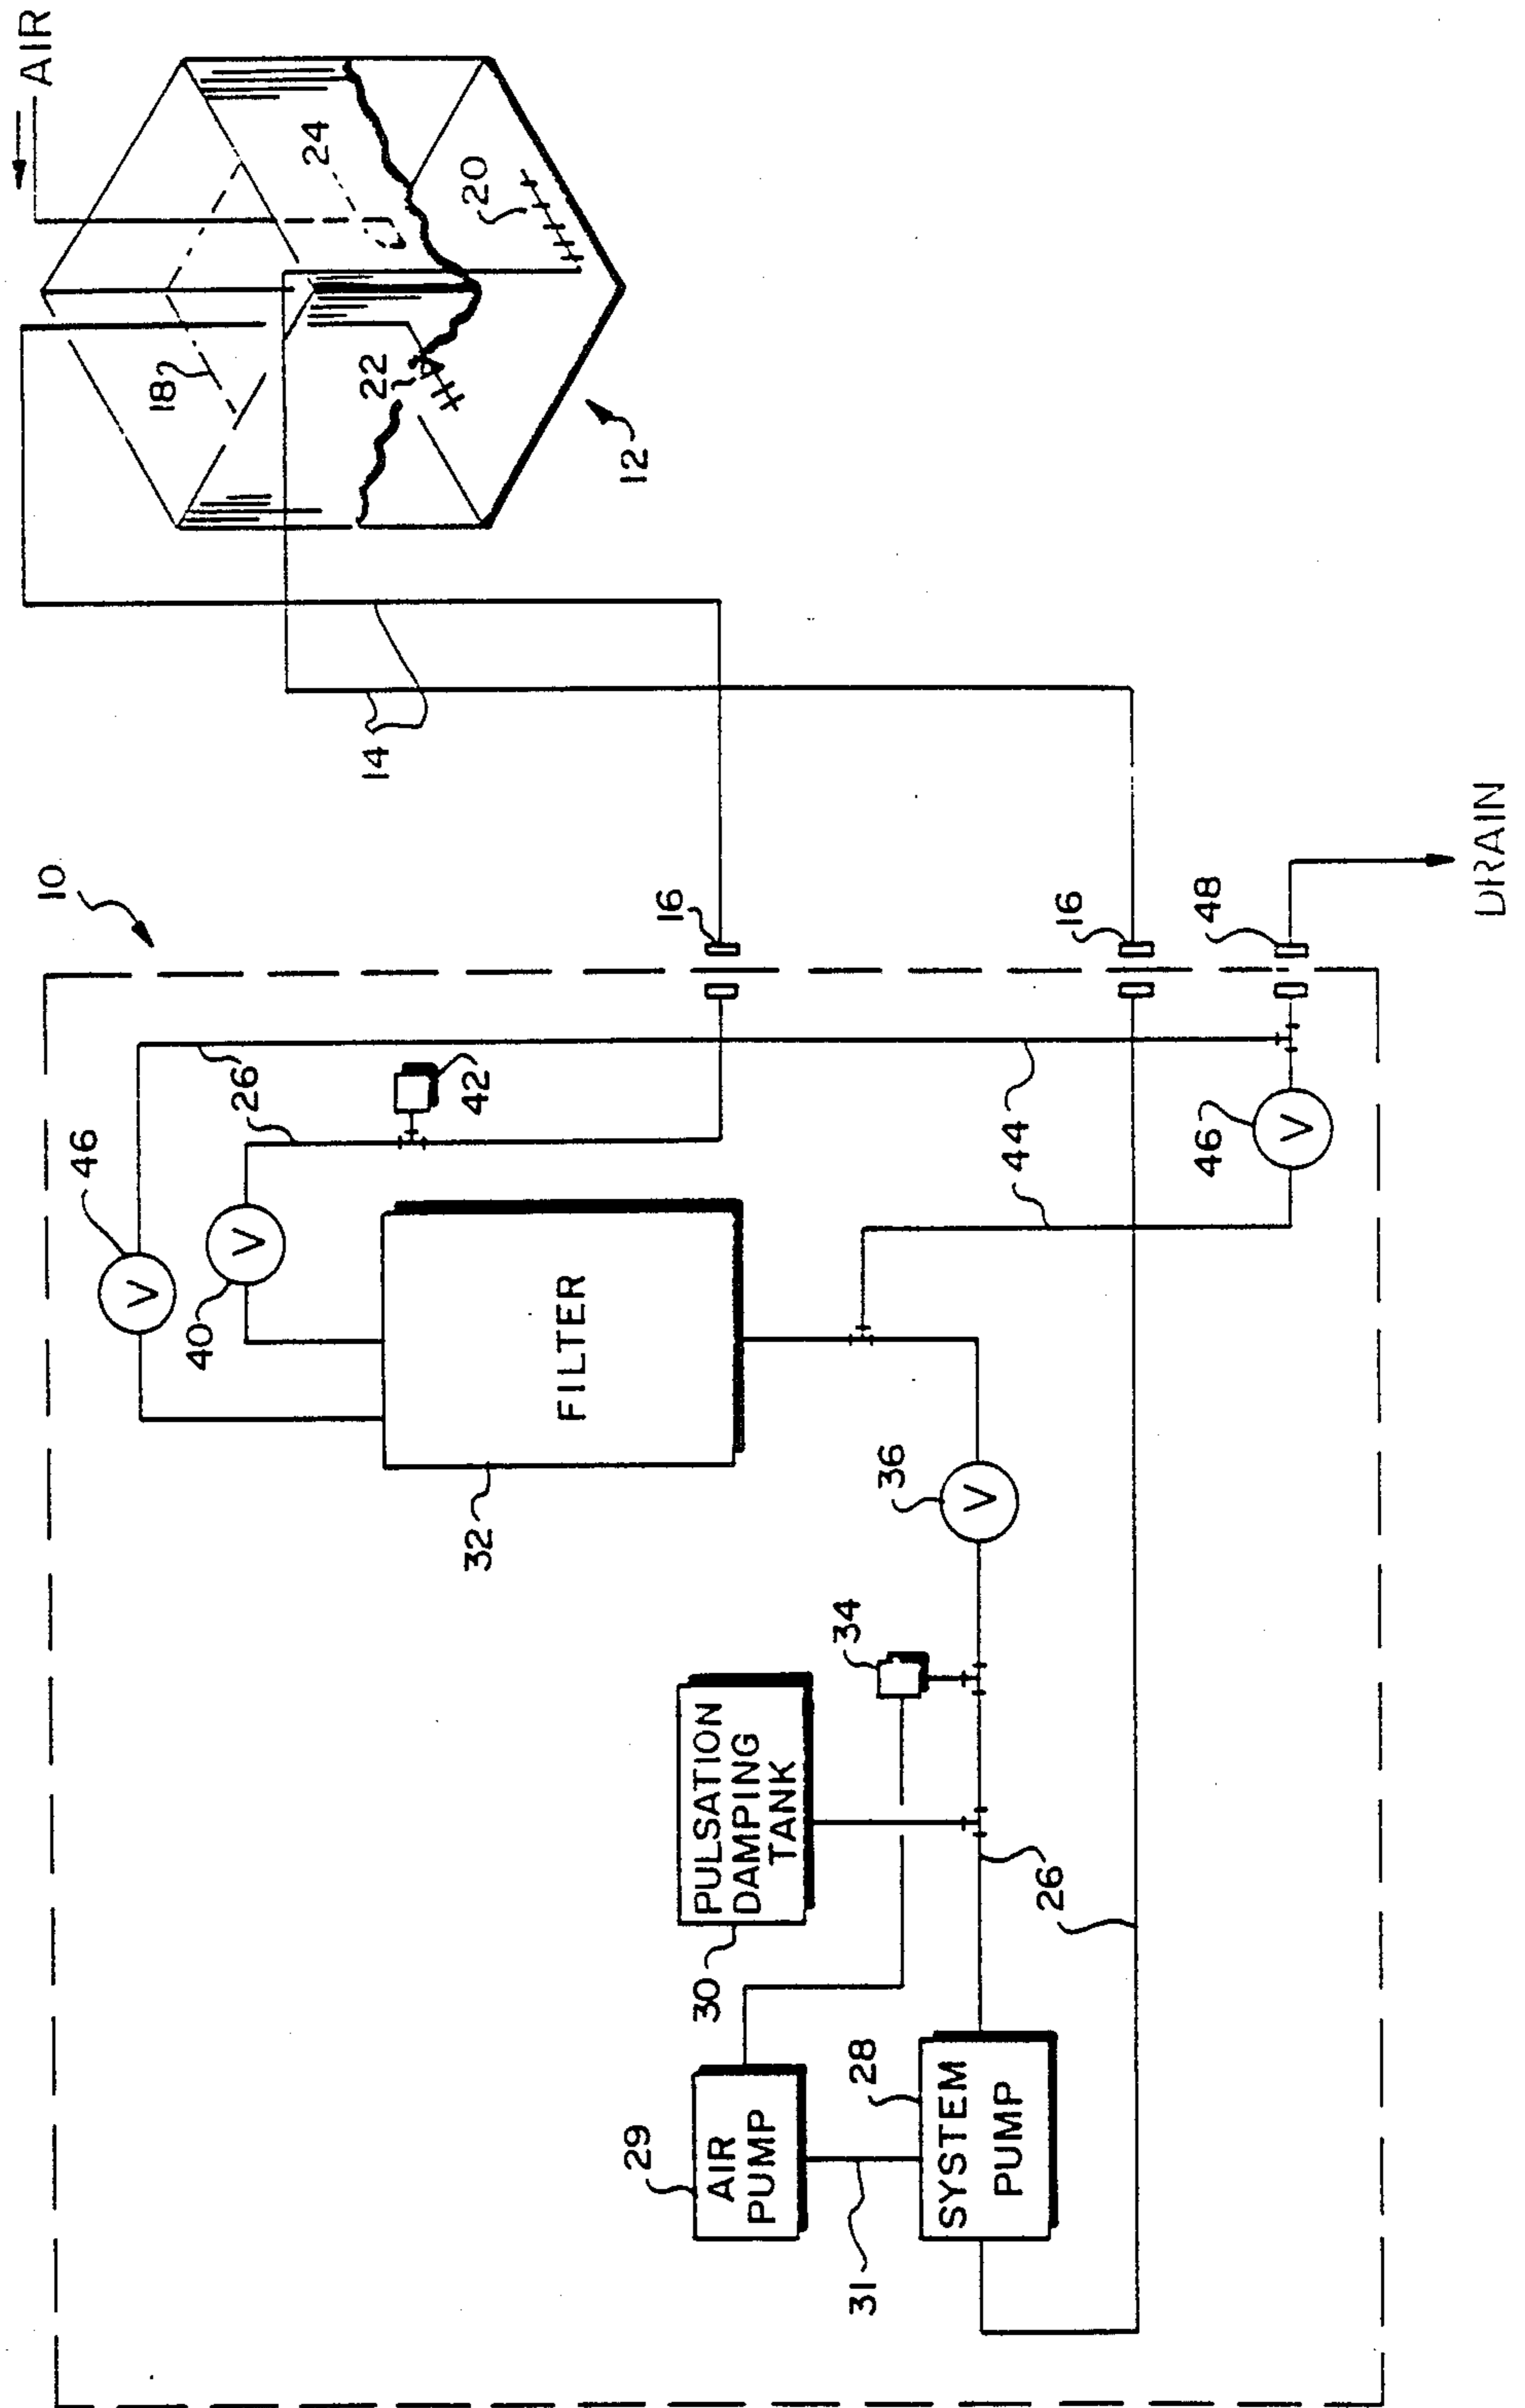 AIR
24
18
20
22
12
14
10
16
16
48
DRAIN
26
42
46
40
44
46
FILTER
32
36
34
PULSATION
DAMPING
TANK
30
26
29
AIR
PUMP
28
SYSTEM
PUMP
31
V
V
V
V